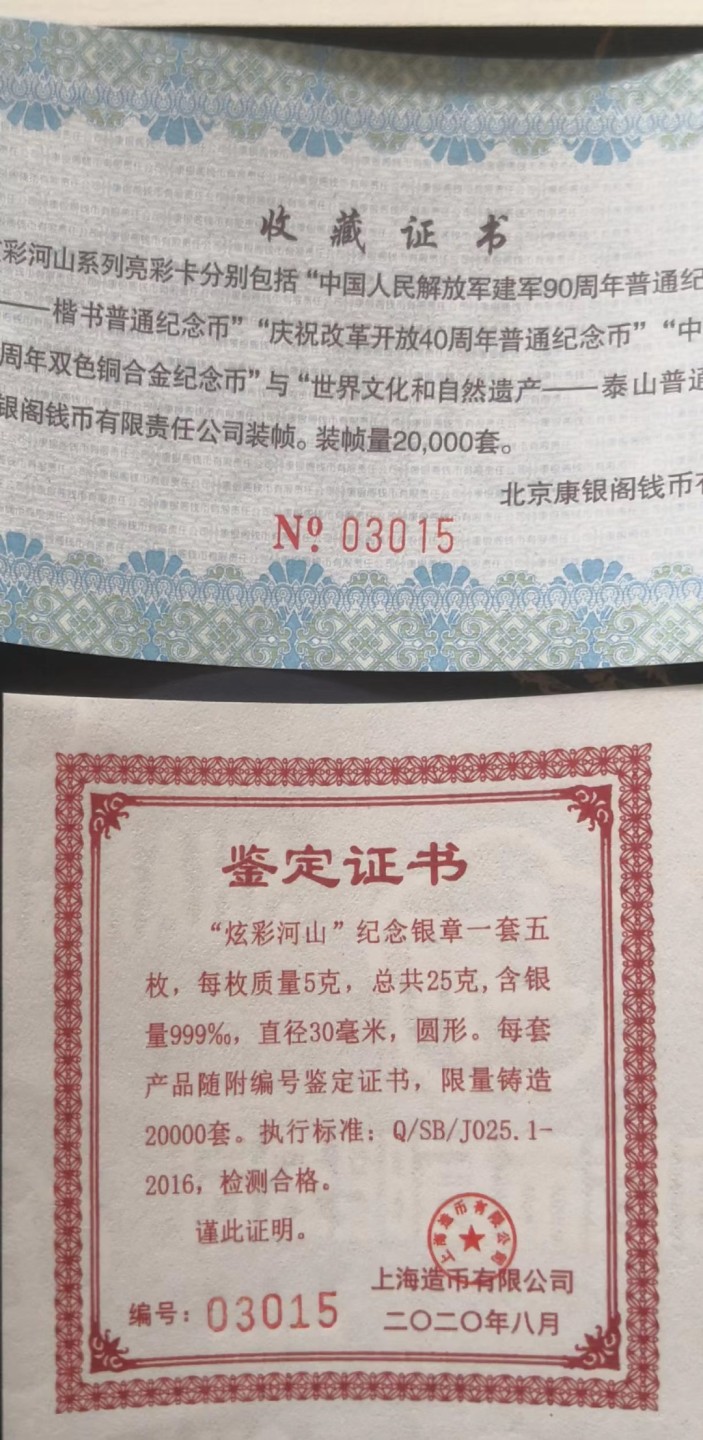 收藏证书
彩河山系列亮彩卡分别包括“中国人民解放军建军90周年普通纪
——楷书普通纪念币”“庆祝改革开放40周年普通纪念币”“中
周年双色铜合金纪念币”与“世界文化和自然遗产——泰山普通
银阁钱币有限责任公司装帧。装帧量20,000套。
北京康银阁钱币有
Nº 03015
鉴定证书
“炫彩河山”纪念银章一套五
枚，每枚质量5克，总共25克,含银
量999‰，直径30毫米，圆形。每套
产品随附编号鉴定证书，限量铸造
20000套。执行标准：Q/SB/J025.1-
2016，检测合格。
谨此证明。
上海造币有限公司
上海造币有限公司
二〇二〇年八月
编号：03015